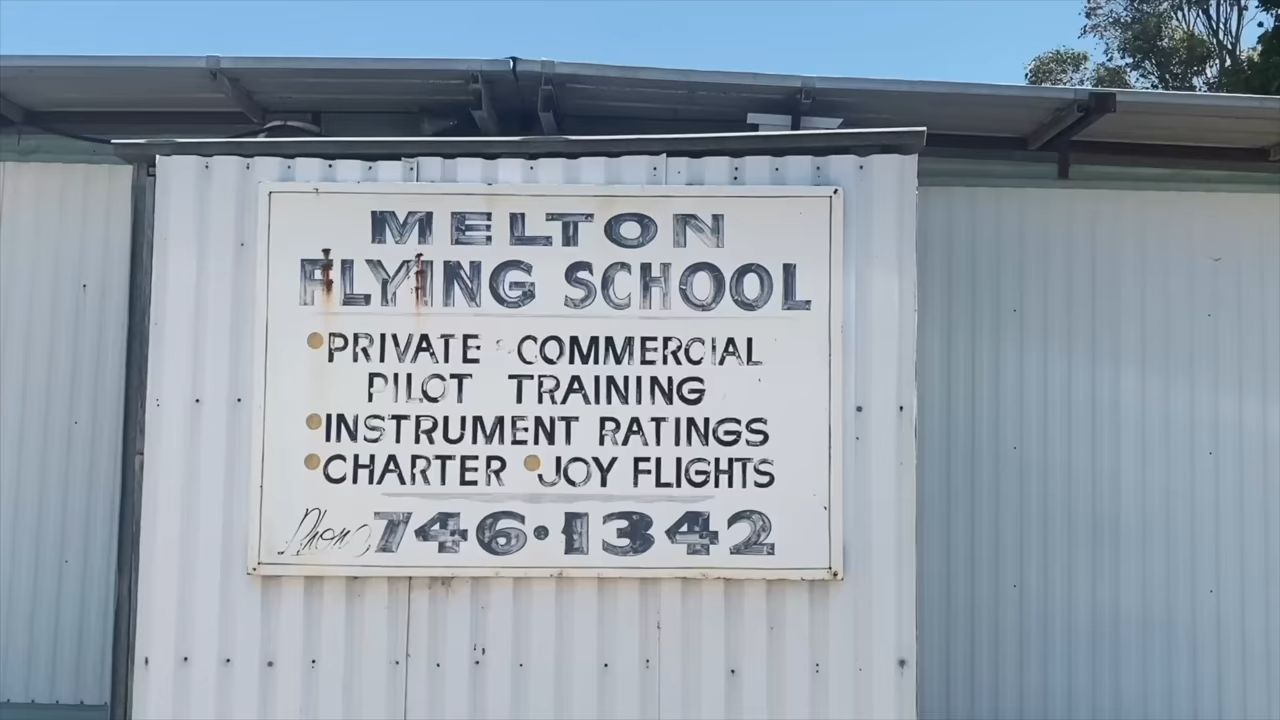 MELTON
FLYING SCHOOL
•PRIVATE COMMERCIAL
PILOT TRAINING
•INSTRUMENT RATINGS
•CHARTER •JOY FLIGHTS
Phone 746·1342